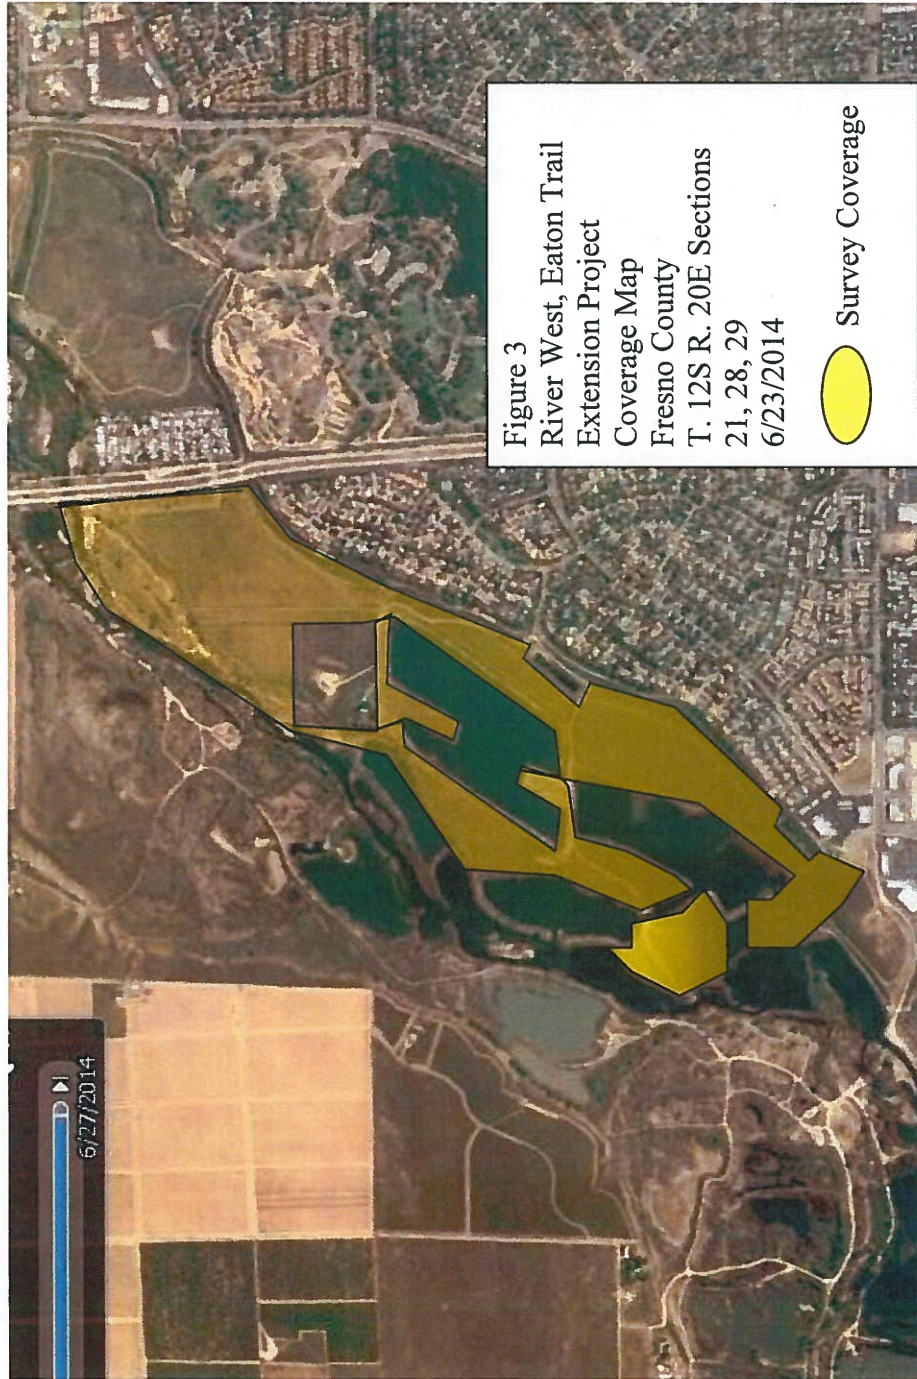 Figure 3
River West, Eaton Trail
Extension Project
Coverage Map
Fresno County
T. 12S R. 20E Sections
21, 28, 29
6/23/2014
Survey Coverage
6/27/2014